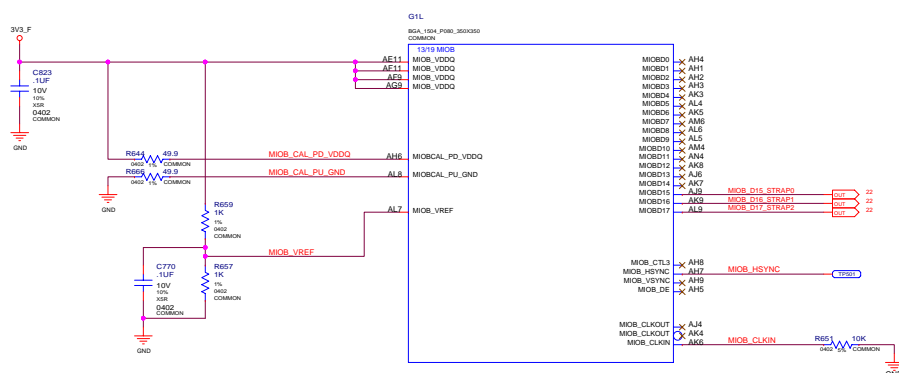 G1L
BGA_1504_P080_350X350
COMMON
3V3_F
13/19 MIOB
AE11 MIOB_VDDQ
AF11 MIOB_VDDQ
AF9 MIOB_VDDQ
AG9 MIOB_VDDQ
C823
.1UF
10V
10%
X5R
0402
COMMON
GND
MIOBD0 AH4
MIOBD1 AH1
MIOBD2 AH2
MIOBD3 AH3
MIOBD4 AK3
MIOBD5 AL4
MIOBD6 AK5
MIOBD7 AM6
MIOBD8 AL6
MIOBD9 AL5
MIOBD10 AM4
MIOBD11 AN4
MIOBD12 AK8
MIOBD13 AJ6
MIOBD14 AK7
MIOBD15 AJ9 MIOB_D15_STRAP0 OUT 22
MIOBD16 AK9 MIOB_D16_STRAP1 OUT 22
MIOBD17 AL9 MIOB_D17_STRAP2 OUT 22
R644 49.9 MIOB_CAL_PD_VDDQ AH6 MIOBCAL_PD_VDDQ
0402 1% COMMON
R666 49.9 MIOB_CAL_PU_GND AL8 MIOBCAL_PU_GND
0402 1% COMMON
GND
R659
1K
1%
0402
COMMON
AL7 MIOB_VREF
MIOB_VREF
C770
.1UF
10V
10%
X5R
0402
COMMON
GND
R657
1K
1%
0402
COMMON
MIOB_CTL3 AH8
MIOB_HSYNC AH7 MIOB_HSYNC TP501
MIOB_VSYNC AH9
MIOB_DE AH5
MIOB_CLKOUT AJ4
MIOB_CLKOUT AK4
MIOB_CLKIN AK6 MIOB_CLKIN R651 10K
0402 5% COMMON